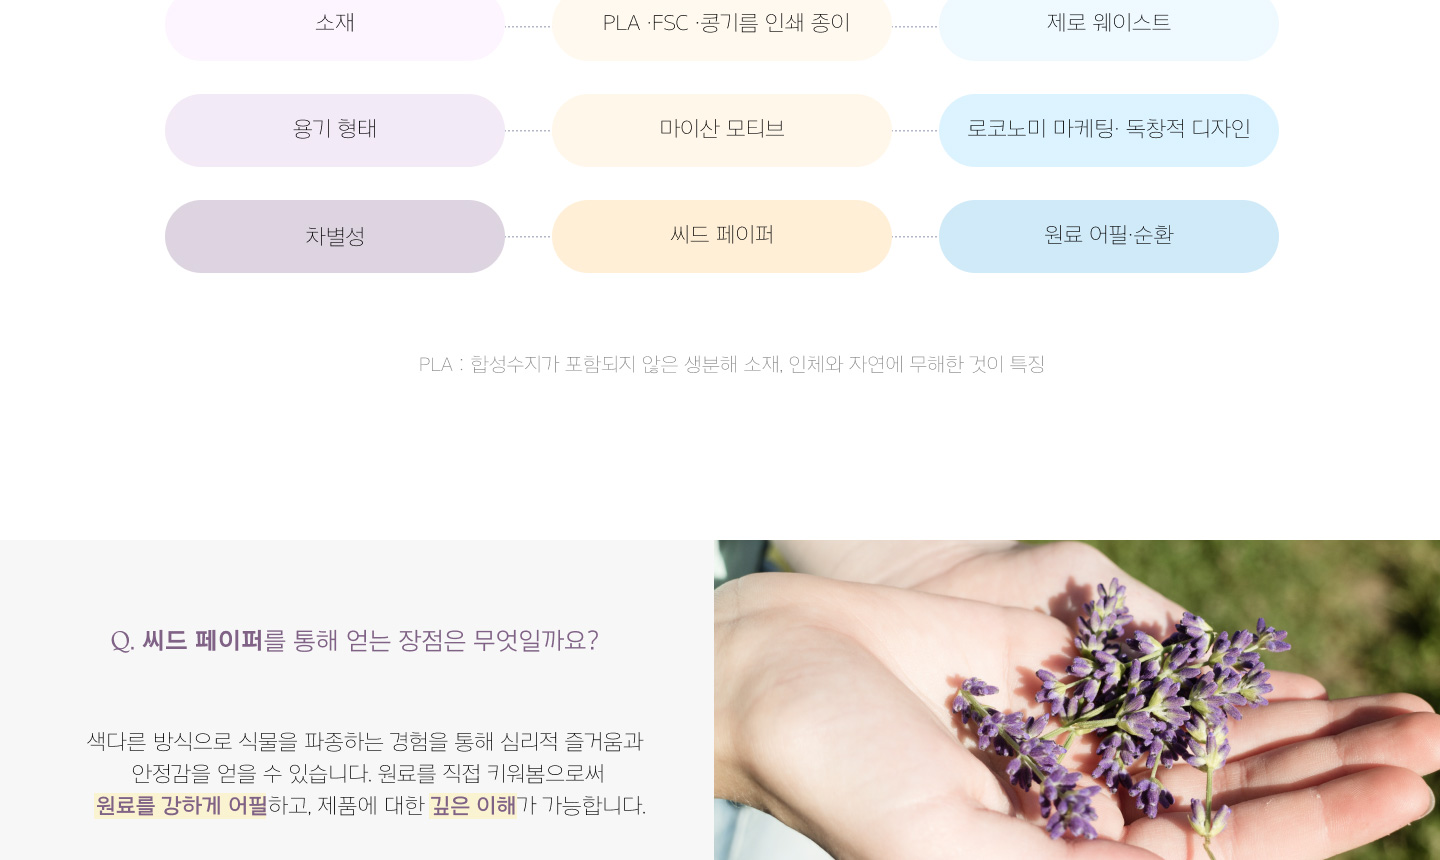 소재 PLA ·FSC ·콩기름 인쇄 종이 제로 웨이스트
용기 형태 마이산 모티브 로코노미 마케팅· 독창적 디자인
차별성 씨드 페이퍼 원료 어필·순환
PLA : 합성수지가 포함되지 않은 생분해 소재, 인체와 자연에 무해한 것이 특징
Q. 씨드 페이퍼를 통해 얻는 장점은 무엇일까요?
색다른 방식으로 식물을 파종하는 경험을 통해 심리적 즐거움과
안정감을 얻을 수 있습니다. 원료를 직접 키워봄으로써
원료를 강하게 어필하고, 제품에 대한 깊은 이해가 가능합니다.